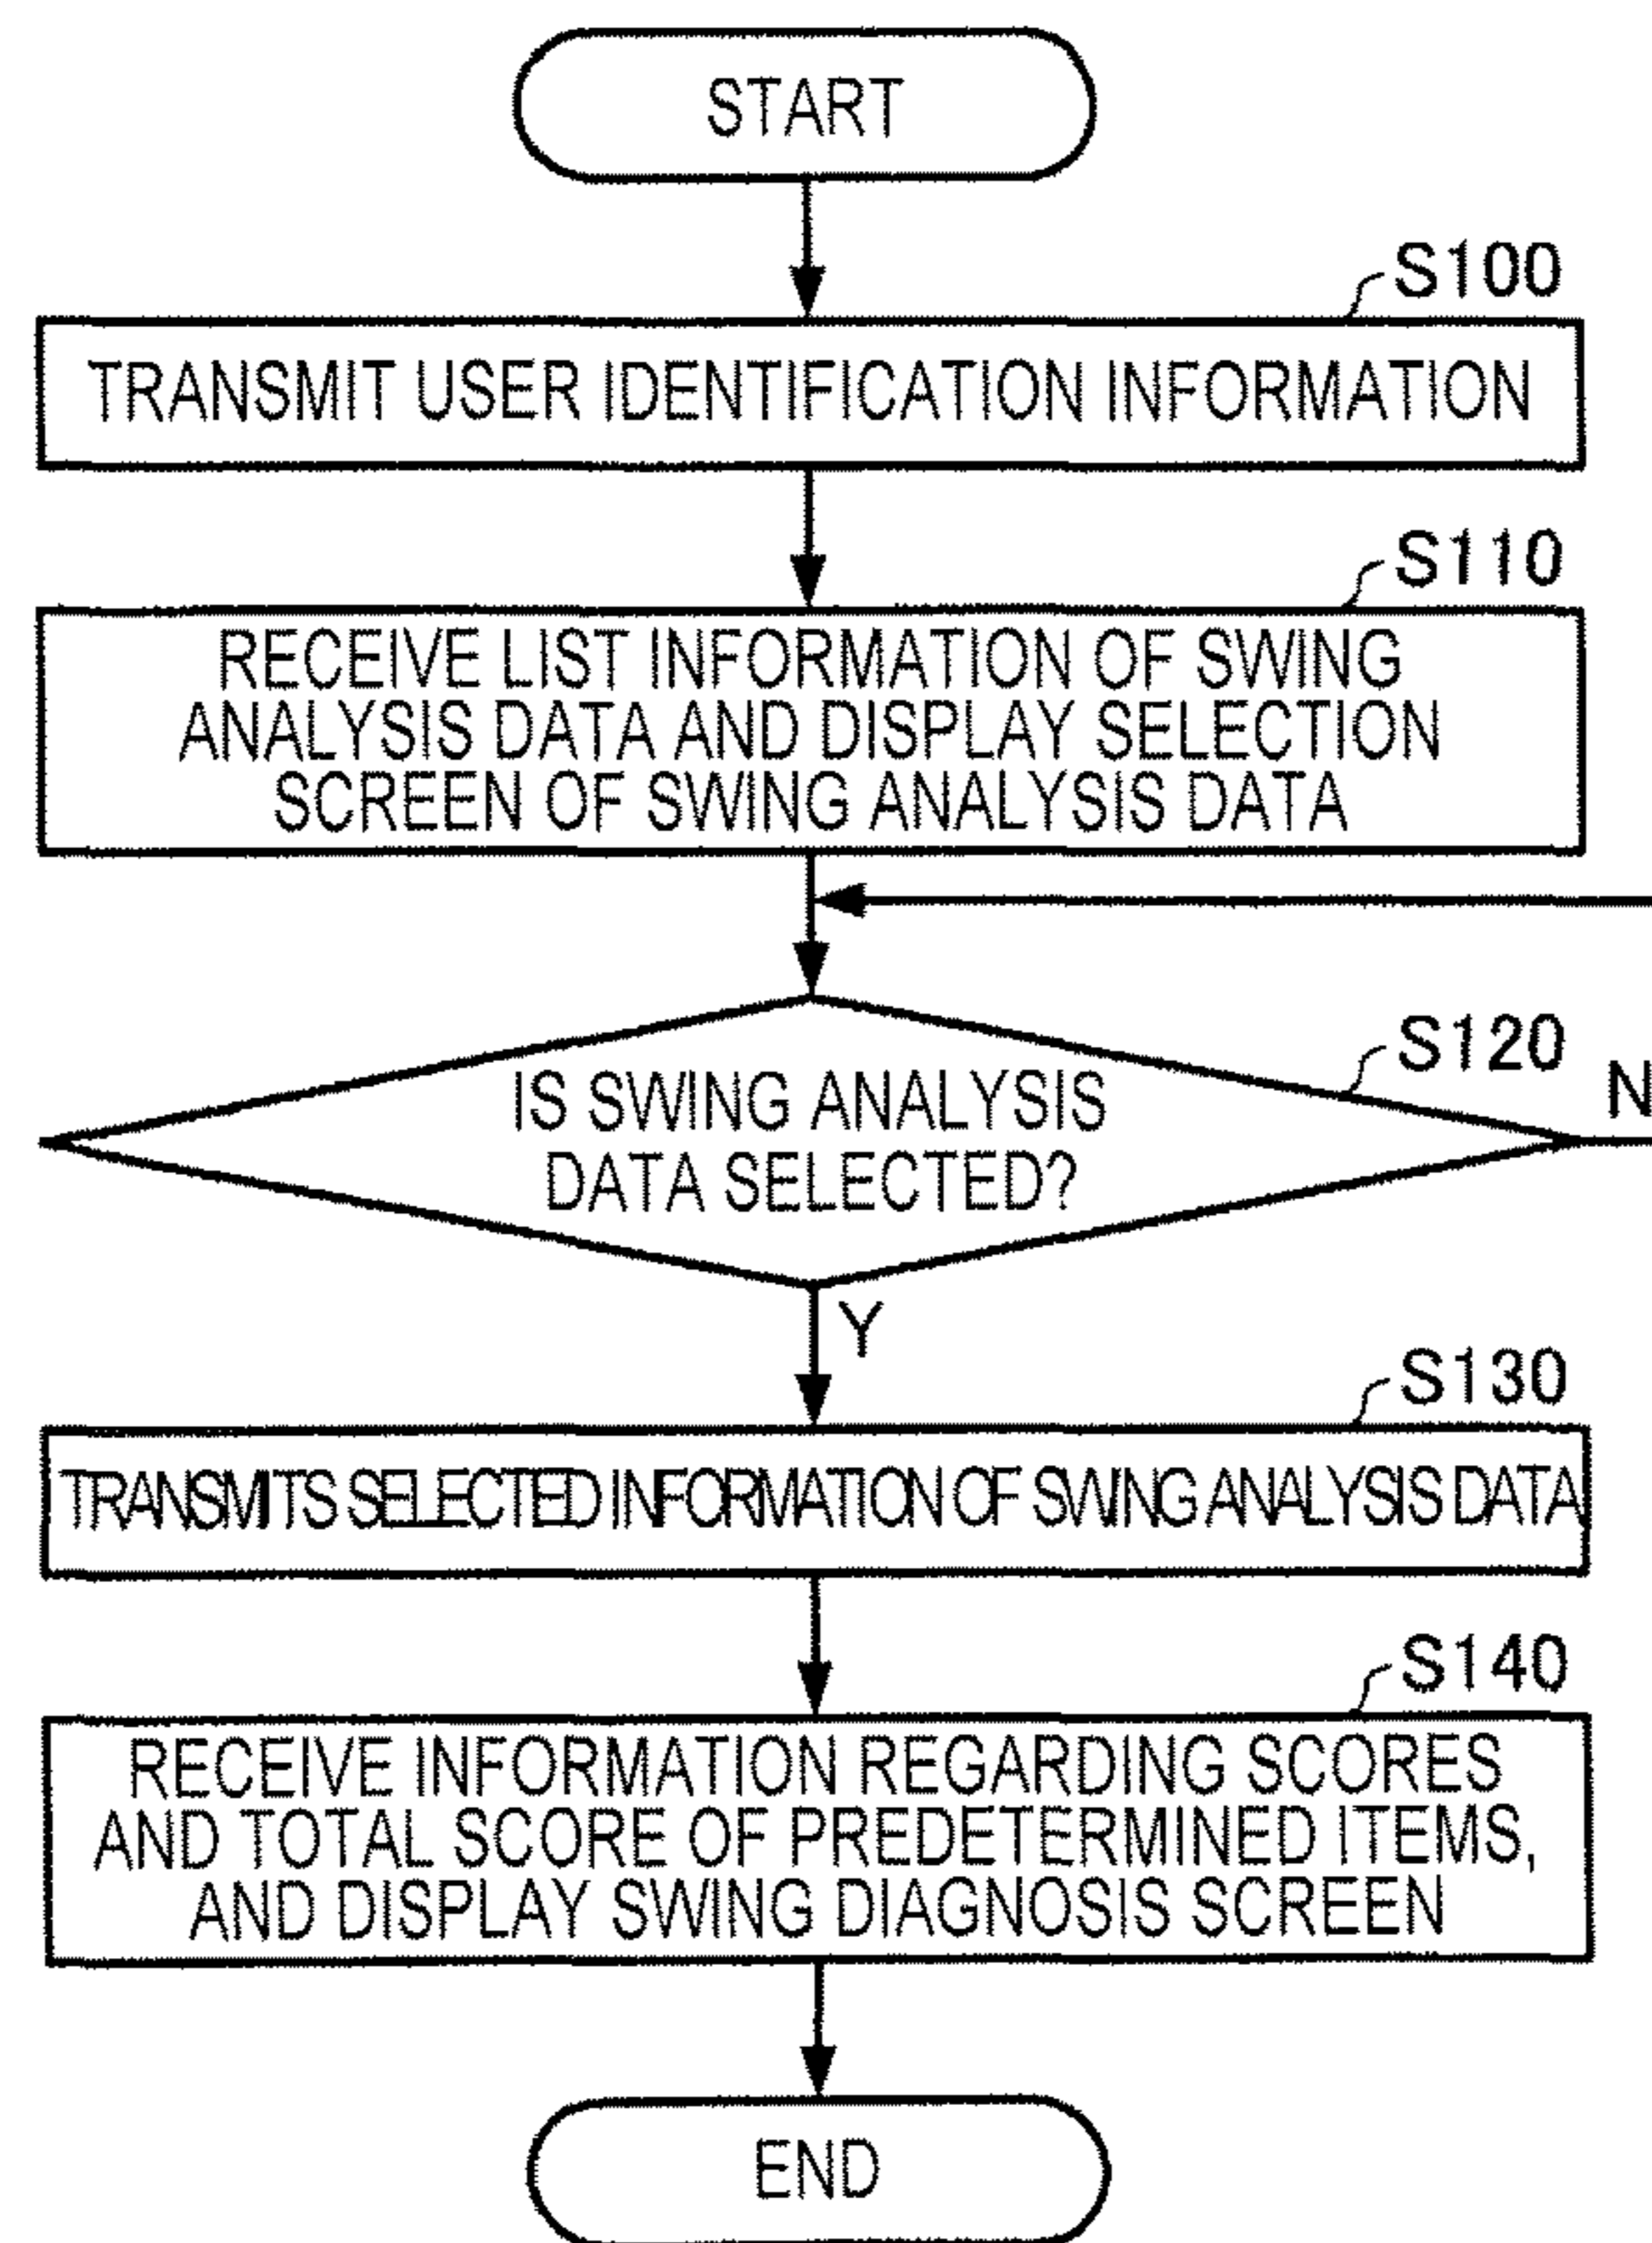 START
S100
TRANSMIT USER IDENTIFICATION INFORMATION
S110
RECEIVE LIST INFORMATION OF SWING
ANALYSIS DATA AND DISPLAY SELECTION
SCREEN OF SWING ANALYSIS DATA
S120
N
IS SWING ANALYSIS
DATA SELECTED?
Y
S130
TRANSMITS SELECTED INFORMATION OF SWING ANALYSIS DATA
S140
RECEIVE INFORMATION REGARDING SCORES
AND TOTAL SCORE OF PREDETERMINED ITEMS,
AND DISPLAY SWING DIAGNOSIS SCREEN
END